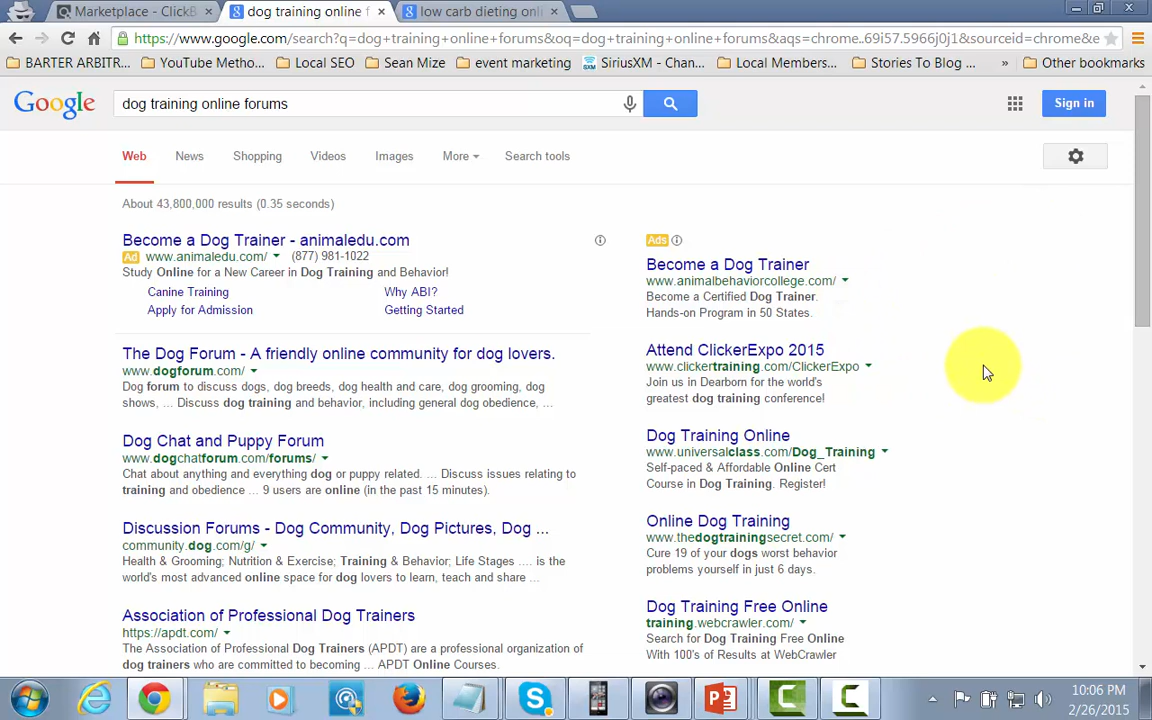 Marketplace - ClickB
dog training online f
low carb dieting onl
https://www.google.com/search?q=dog+training+online+forums&oq=dog+training+online+forums&aqs=chrome..69i57.5966j0j1&sourceid=chrome&e
BARTER ARBITR... YouTube Metho... Local SEO Sean Mize event marketing SiriusXM - Chan... Local Members... Stories To Blog ... » Other bookmarks
Google dog training online forums Sign in
Web News Shopping Videos Images More Search tools
About 43,800,000 results (0.35 seconds)
Become a Dog Trainer - animaledu.com
Ad www.animaledu.com/ (877) 981-1022
Study Online for a New Career in Dog Training and Behavior!
Canine Training Why ABI?
Apply for Admission Getting Started
The Dog Forum - A friendly online community for dog lovers.
www.dogforum.com/
Dog forum to discuss dogs, dog breeds, dog health and care, dog grooming, dog
shows, ... Discuss dog training and behavior, including general dog obedience, ...
Dog Chat and Puppy Forum
www.dogchatforum.com/forums/
Chat about anything and everything dog or puppy related. ... Discuss issues relating to
training and obedience ... 9 users are online (in the past 15 minutes).
Discussion Forums - Dog Community, Dog Pictures, Dog ...
community.dog.com/g/
Health & Grooming; Nutrition & Exercise; Training & Behavior; Life Stages .... is the
world's most advanced online space for dog lovers to learn, teach and share ...
Association of Professional Dog Trainers
https://apdt.com/
The Association of Professional Dog Trainers (APDT) are a professional organization of
dog trainers who are committed to becoming ... APDT Online Courses.
Ads
Become a Dog Trainer
www.animalbehaviorcollege.com/
Become a Certified Dog Trainer.
Hands-on Program in 50 States.
Attend ClickerExpo 2015
www.clickertraining.com/ClickerExpo
Join us in Dearborn for the world's
greatest dog training conference!
Dog Training Online
www.universalclass.com/Dog_Training
Self-paced & Affordable Online Cert
Course in Dog Training. Register!
Online Dog Training
www.thedogtrainingsecret.com/
Cure 19 of your dogs worst behavior
problems yourself in just 6 days.
Dog Training Free Online
training.webcrawler.com/
Search for Dog Training Free Online
With 100's of Results at WebCrawler
10:06 PM
2/26/2015